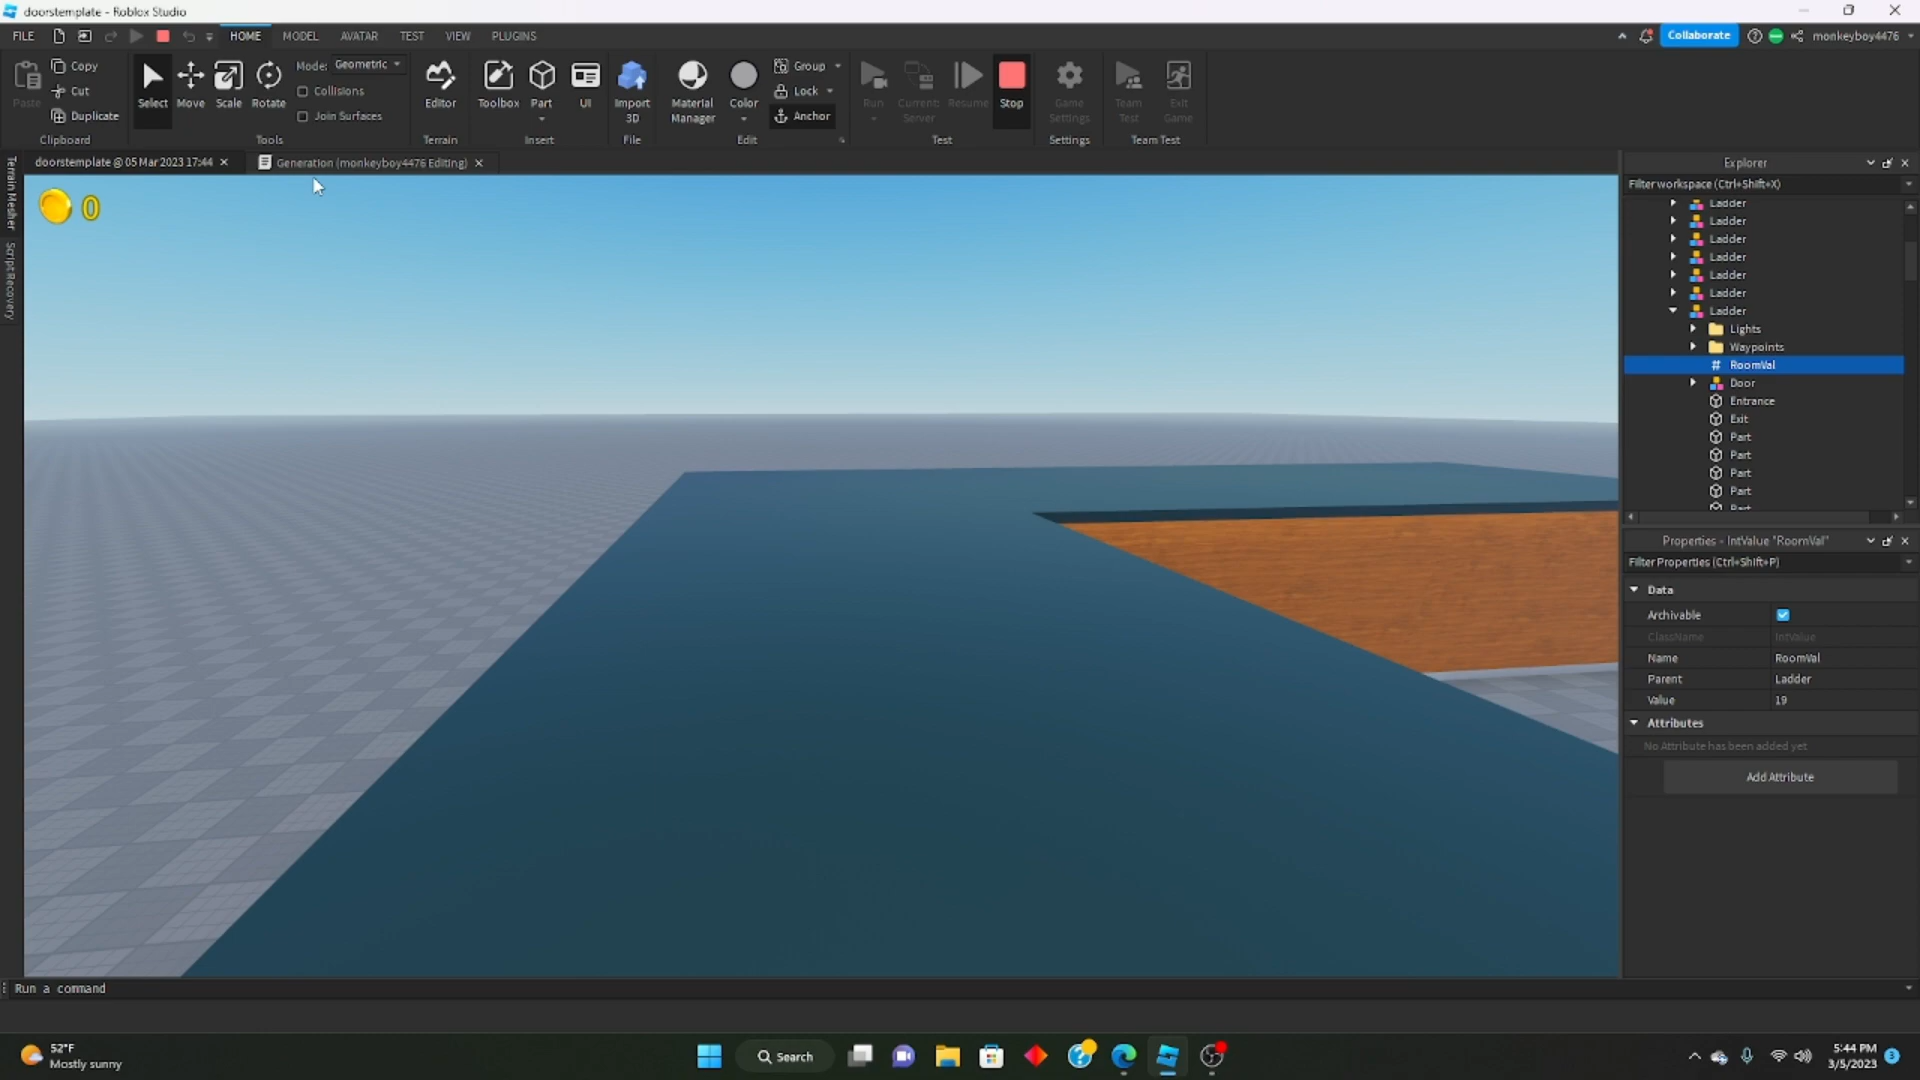 doorstemplate - Roblox Studio
FILE HOME MODEL AVATAR TEST VIEW PLUGINS Collaborate monkeyboy4476
Paste Copy Cut Duplicate Clipboard
Select Move Scale Rotate Mode: Geometric Collisions Join Surfaces Tools
Editor Terrain
Toolbox Part UI Insert
Import 3D File
Material Manager Color Group Lock Anchor Edit
Run Current: Server Resume Stop Test
Game Settings Settings
Team Test Exit Game Team Test
doorstemplate @ 05 Mar 2023 17:44
Generation (monkeyboy4476 Editing)
Terrain Mesher
Script Recovery
0
Explorer
Filter workspace (Ctrl+Shift+X)
Ladder
Ladder
Ladder
Ladder
Ladder
Ladder
Ladder
Lights
Waypoints
# RoomVal
Door
Entrance
Exit
Part
Part
Part
Part
Part
Properties - IntValue "RoomVal"
Filter Properties (Ctrl+Shift+P)
Data
Archivable
ClassName IntValue
Name RoomVal
Parent Ladder
Value 19
Attributes
No Attribute has been added yet
Add Attribute
Run a command
52°F
Mostly sunny
Search
5:44 PM
3/5/2023
3